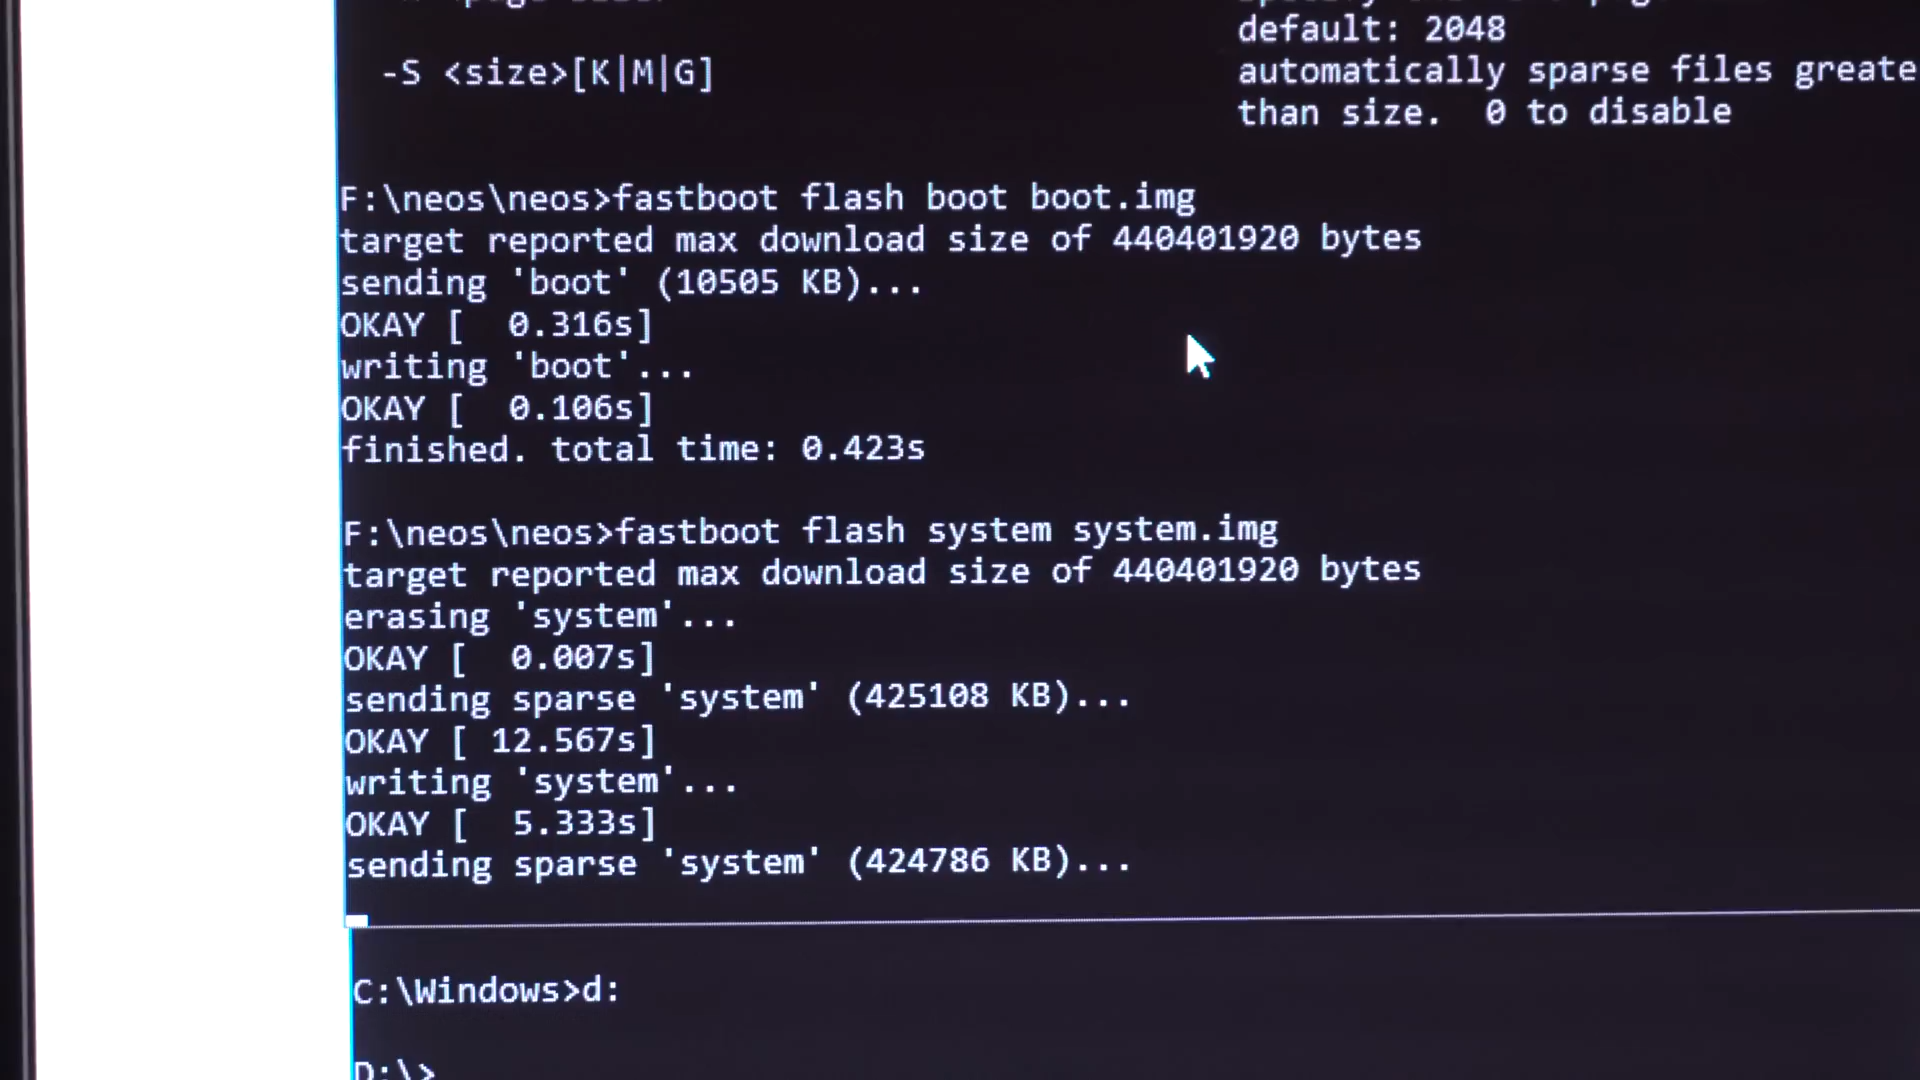 default: 2048
-S <size>[K|M|G]
automatically sparse files greate
than size.  0 to disable
F:\neos\neos>fastboot flash boot boot.img
target reported max download size of 440401920 bytes
sending 'boot' (10505 KB)...
OKAY [  0.316s]
writing 'boot'...
OKAY [  0.106s]
finished. total time: 0.423s
F:\neos\neos>fastboot flash system system.img
target reported max download size of 440401920 bytes
erasing 'system'...
OKAY [  0.007s]
sending sparse 'system' (425108 KB)...
OKAY [ 12.567s]
writing 'system'...
OKAY [  5.333s]
sending sparse 'system' (424786 KB)...
C:\Windows>d:
D:\>